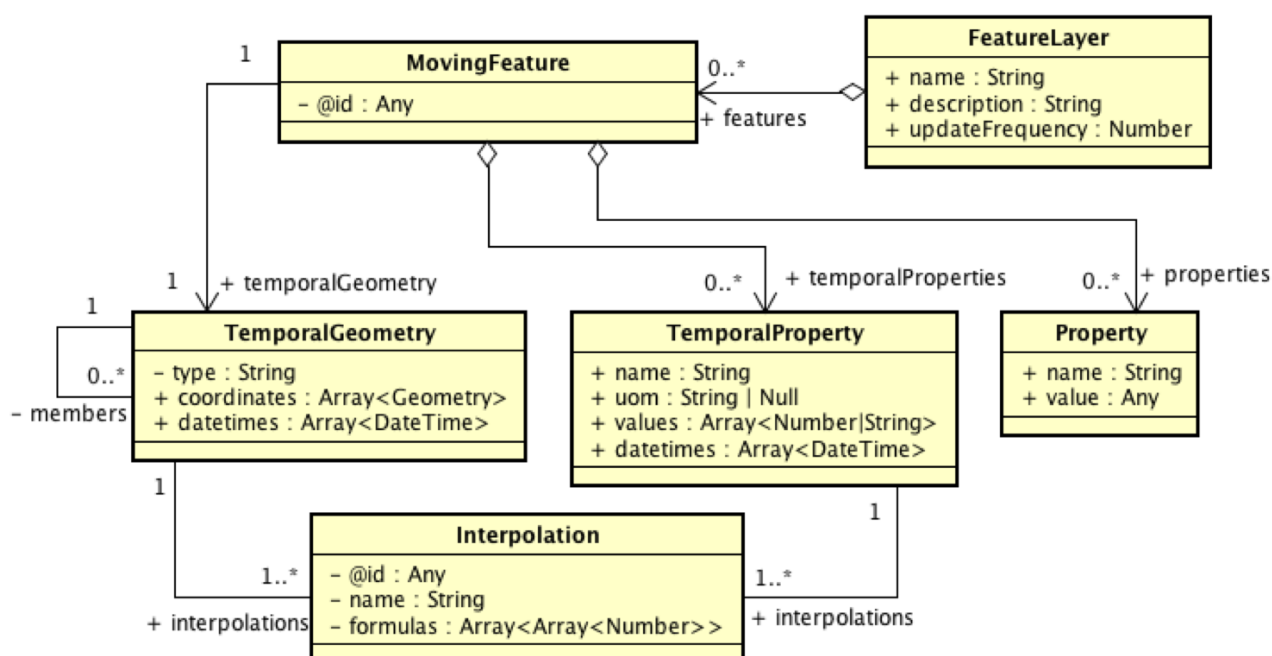 FeatureLayer
+ name : String
+ description : String
+ updateFrequency : Number
1
MovingFeature
- @id : Any
0..*
+ features
1
+ temporalGeometry
0..*
+ temporalProperties
0..*
+ properties
1
0..*
- members
TemporalGeometry
- type : String
+ coordinates : Array<Geometry>
+ datetimes : Array<DateTime>
TemporalProperty
+ name : String
+ uom : String | Null
+ values : Array<Number|String>
+ datetimes : Array<DateTime>
Property
+ name : String
+ value : Any
1
1
1..*
+ interpolations
Interpolation
- @id : Any
- name : String
- formulas : Array<Array<Number>>
1..*
+ interpolations